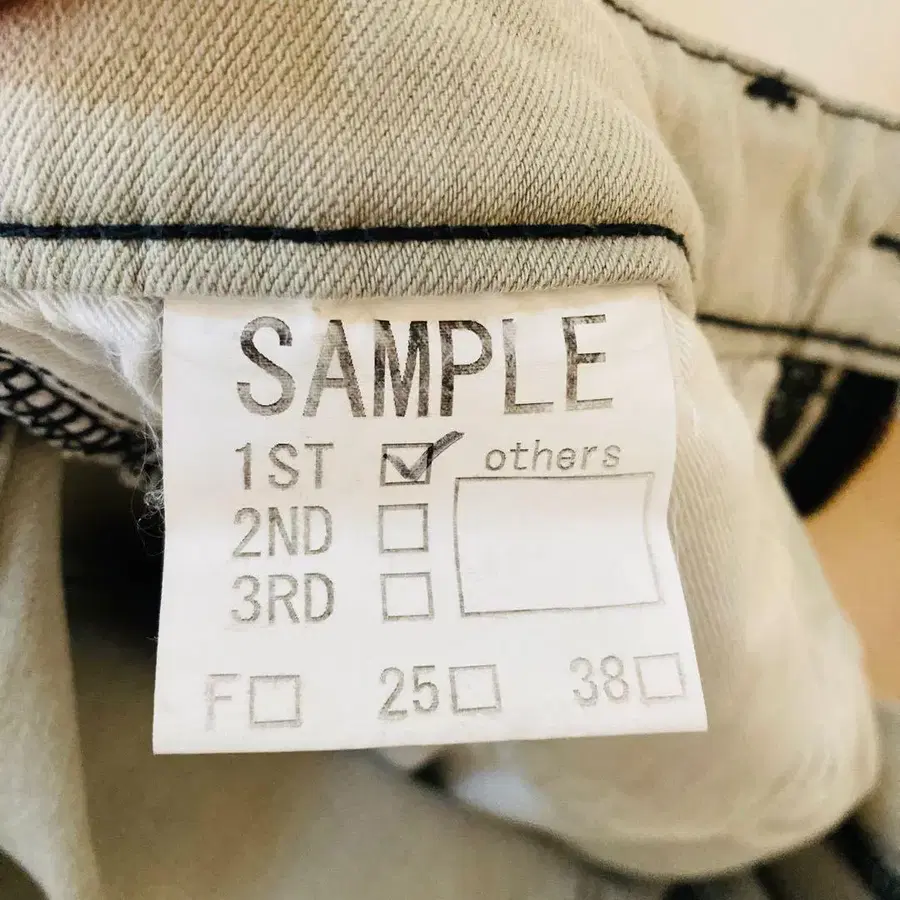 SAMPLE
1ST ☑ others
2ND ☐
3RD ☐
F ☐ 25 ☐ 38 ☐